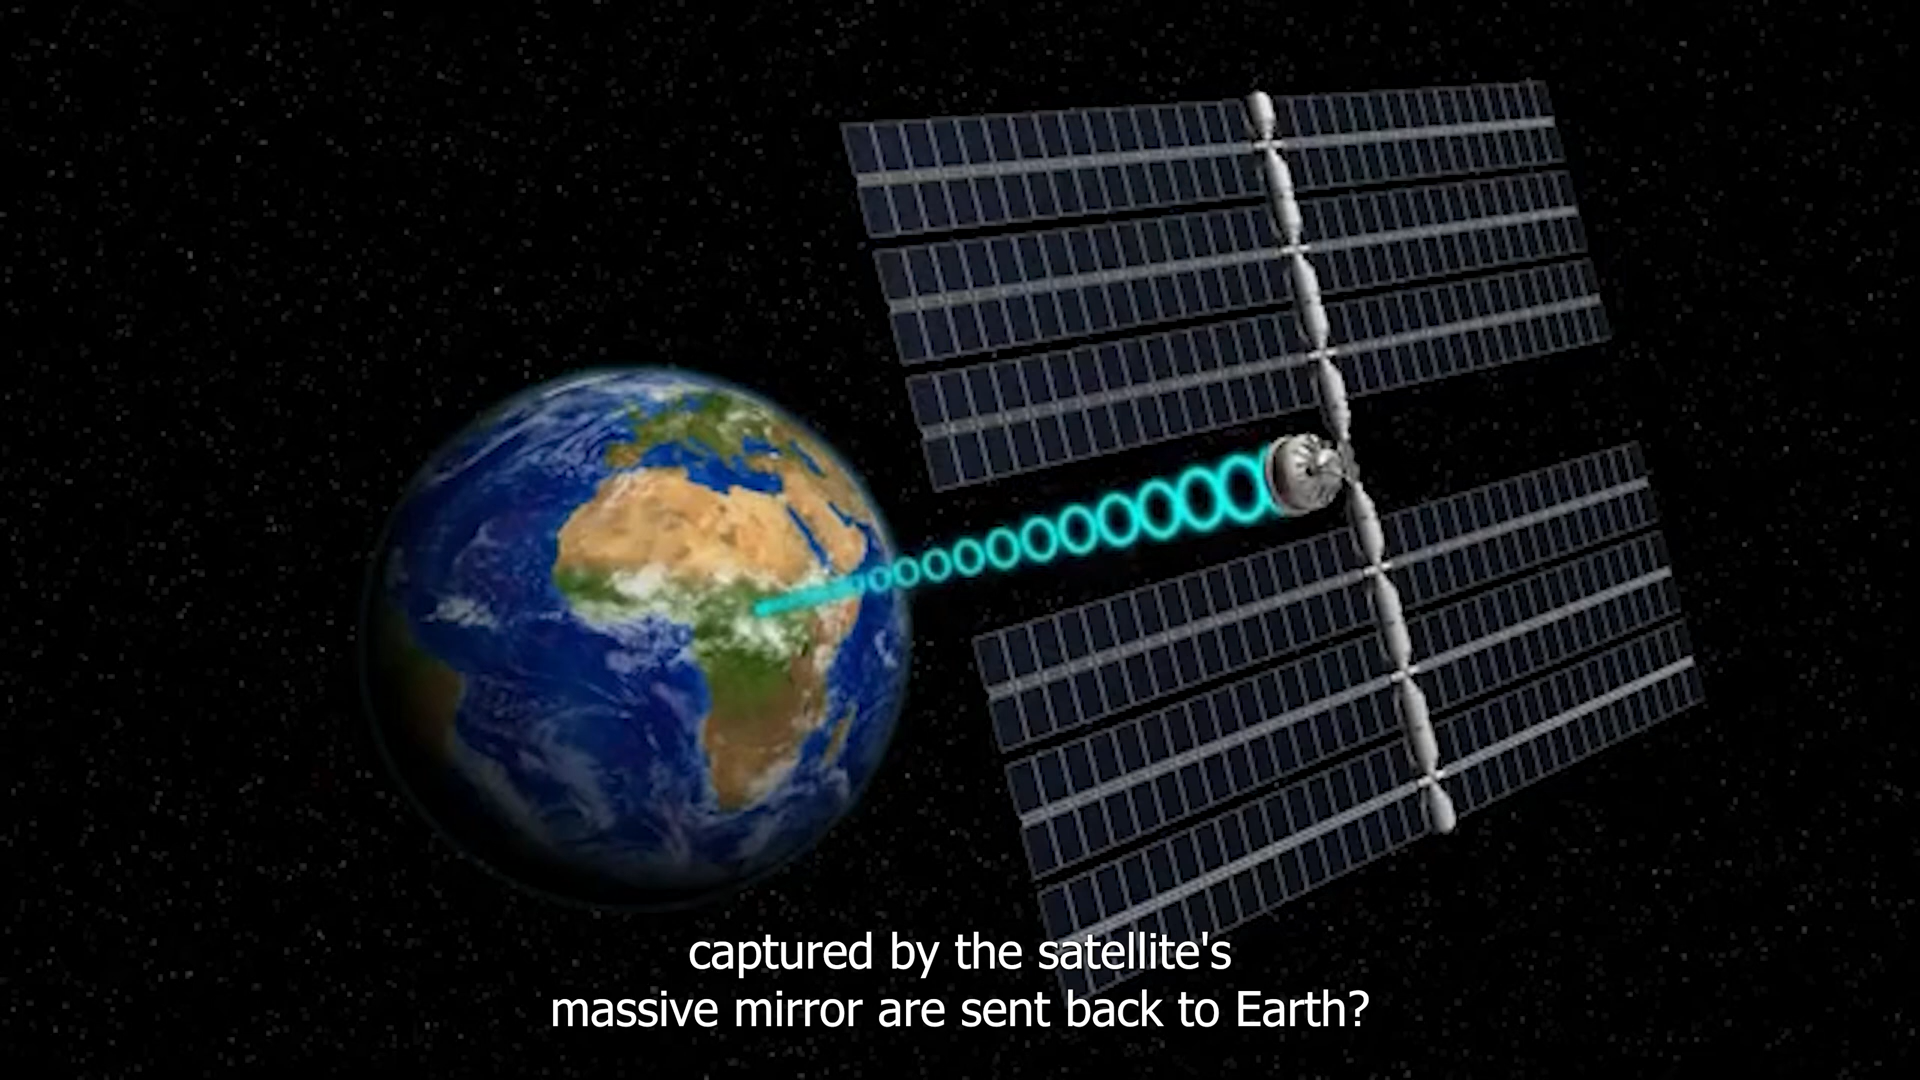 captured by the satellite's
massive mirror are sent back to Earth?